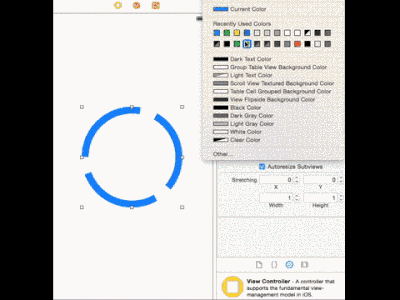 Current Color
Recently Used Colors
Dark Text Color
Group Table View Background Color
Light Text Color
Scroll View Textured Background Color
Table Cell Grouped Background Color
View Flipside Background Color
Black Color
Dark Gray Color
Light Gray Color
White Color
Clear Color
Other...
Autoresize Subviews
Stretching 0 0
X Y
1 1
Width Height
View Controller - A controller that
supports the fundamental view-
management model in iOS.